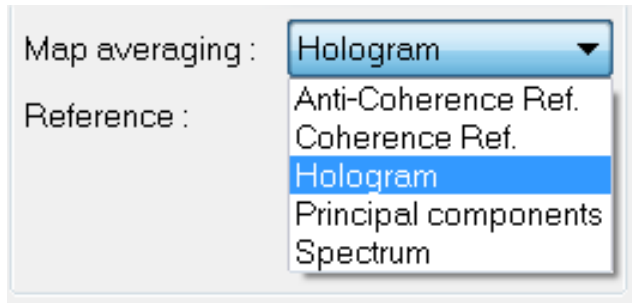 Map averaging : Hologram
Reference :
Anti-Coherence Ref.
Coherence Ref.
Hologram
Principal components
Spectrum